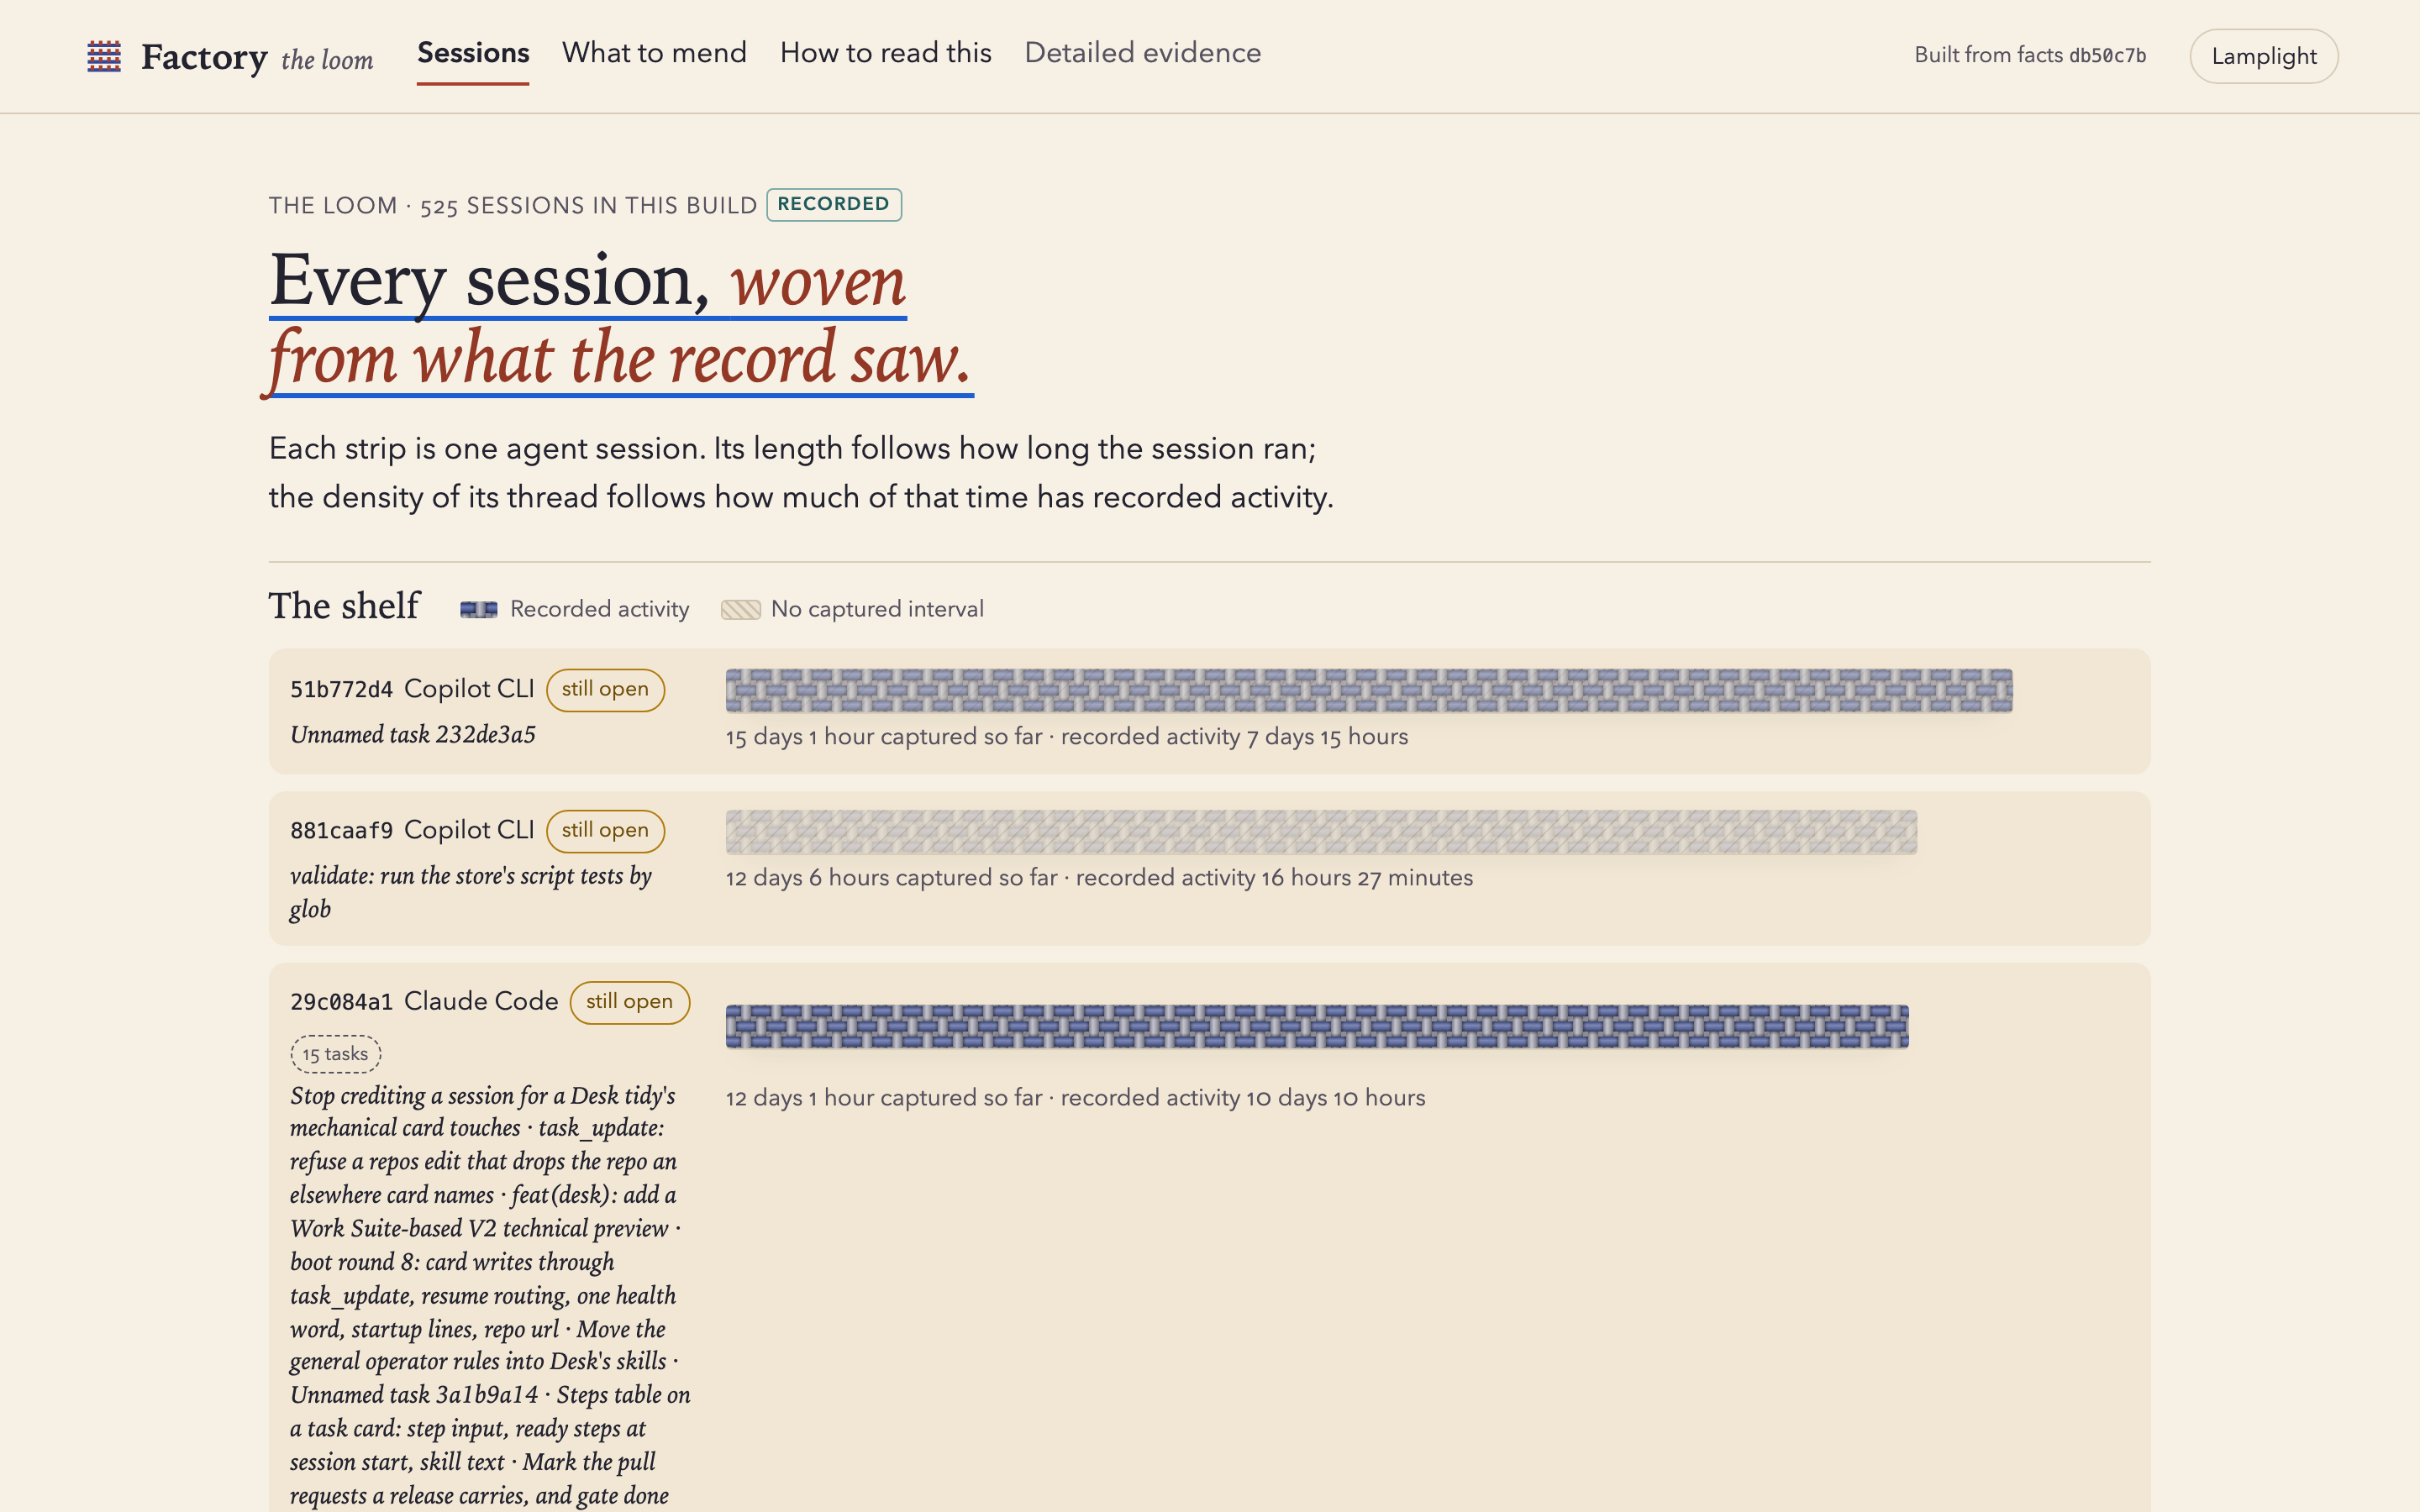 Factory the loom Sessions What to mend How to read this Detailed evidence Built from facts db50c7b Lamplight
THE LOOM · 525 SESSIONS IN THIS BUILD RECORDED
Every session, woven
from what the record saw.
Each strip is one agent session. Its length follows how long the session ran;
the density of its thread follows how much of that time has recorded activity.
The shelf Recorded activity No captured interval
51b772d4 Copilot CLI still open
Unnamed task 232de3a5
15 days 1 hour captured so far · recorded activity 7 days 15 hours
881caaf9 Copilot CLI still open
validate: run the store's script tests by
glob
12 days 6 hours captured so far · recorded activity 16 hours 27 minutes
29c084a1 Claude Code still open
15 tasks
Stop crediting a session for a Desk tidy's
mechanical card touches · task_update:
refuse a repos edit that drops the repo an
elsewhere card names · feat(desk): add a
Work Suite-based V2 technical preview ·
boot round 8: card writes through
task_update, resume routing, one health
word, startup lines, repo url · Move the
general operator rules into Desk's skills ·
Unnamed task 3a1b9a14 · Steps table on
a task card: step input, ready steps at
session start, skill text · Mark the pull
requests a release carries, and gate done
12 days 1 hour captured so far · recorded activity 10 days 10 hours